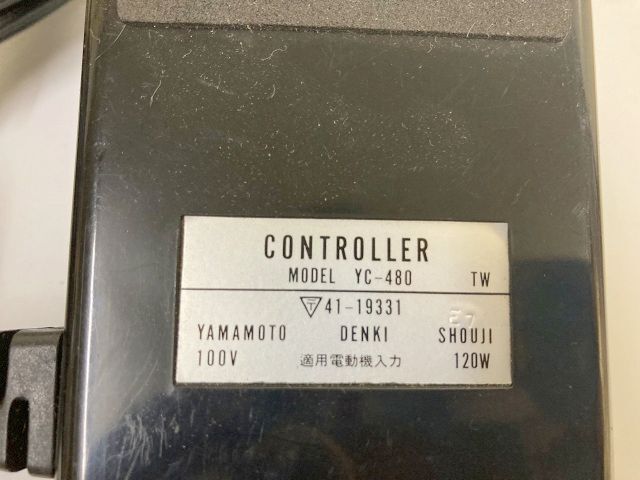 CONTROLLER
MODEL YC-480 TW
〒41-19331
E7
YAMAMOTO DENKI SHOUJI
100V 適用電動機入力 120W